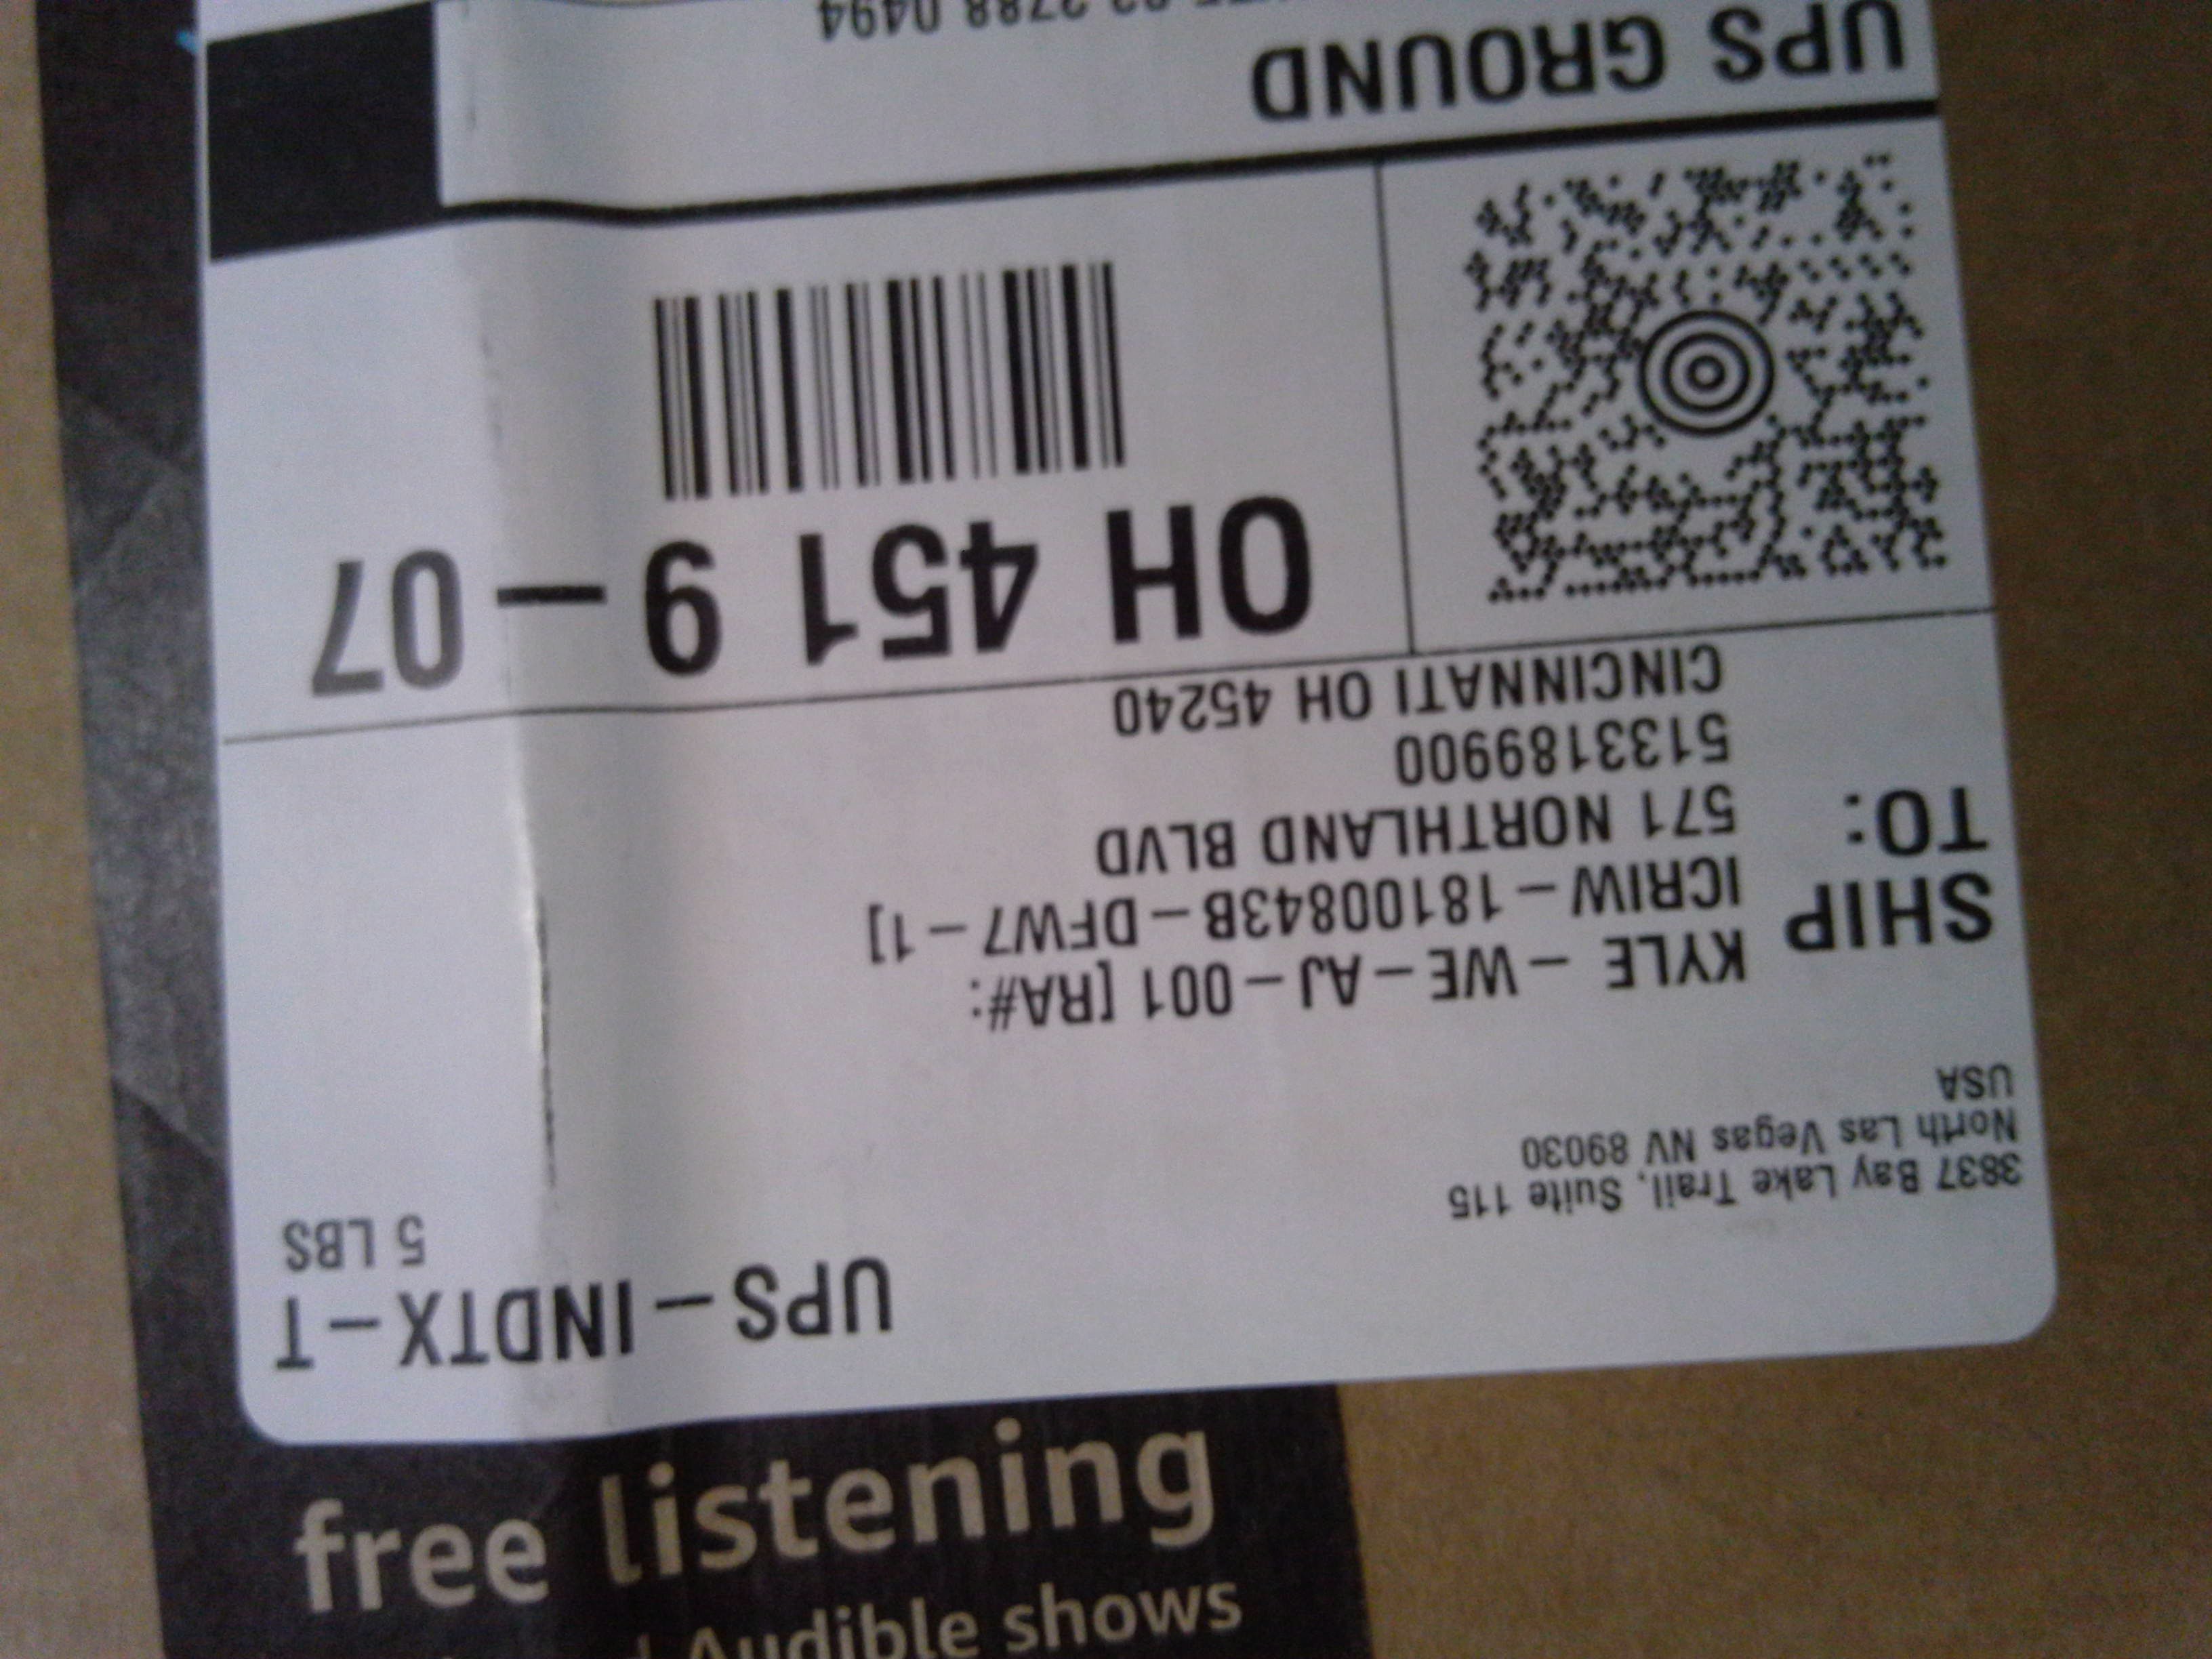 UPS-INDTX-T
5 LBS
3837 Bay Lake Trail, Suite 115
North Las Vegas NV 89030
USA
SHIP
TO:
KYLE - WE-AJ-001 [RA#:
ICRIW-18100843B-DFW7-1]
571 NORTHLAND BLVD
5133189900
CINCINNATI OH 45240
OH 451 9-07
UPS GROUND
2788 0494
free listening
Audible shows